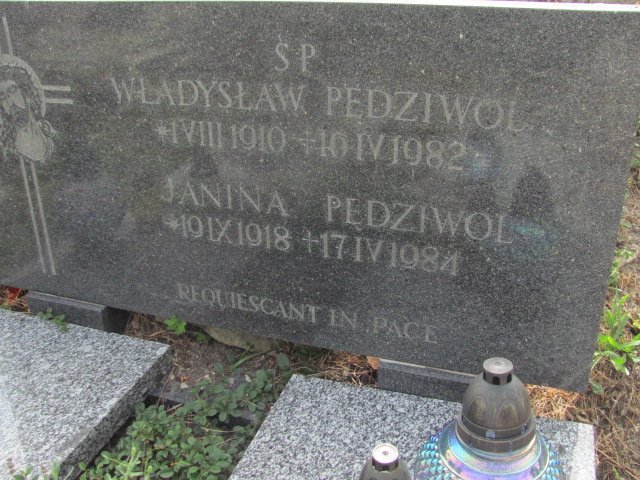 S P
WŁADYSŁAW PĘDZIWOL
*1 VIII 1910 +10 IV 1982
JANINA PĘDZIWOL
*19 IX 1918 +17 IV 1984
REQUIESCANT IN PACE